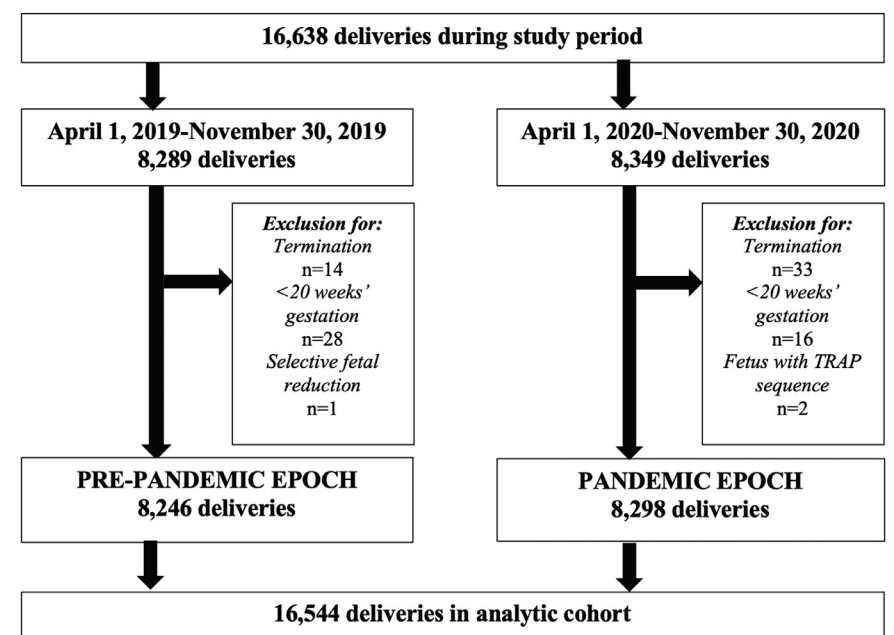 16,638 deliveries during study period
April 1, 2019-November 30, 2019
8,289 deliveries
April 1, 2020-November 30, 2020
8,349 deliveries
Exclusion for:
Termination
n=14
<20 weeks’
gestation
n=28
Selective fetal
reduction
n=1
Exclusion for:
Termination
n=33
<20 weeks’
gestation
n=16
Fetus with TRAP
sequence
n=2
PRE-PANDEMIC EPOCH
8,246 deliveries
PANDEMIC EPOCH
8,298 deliveries
16,544 deliveries in analytic cohort